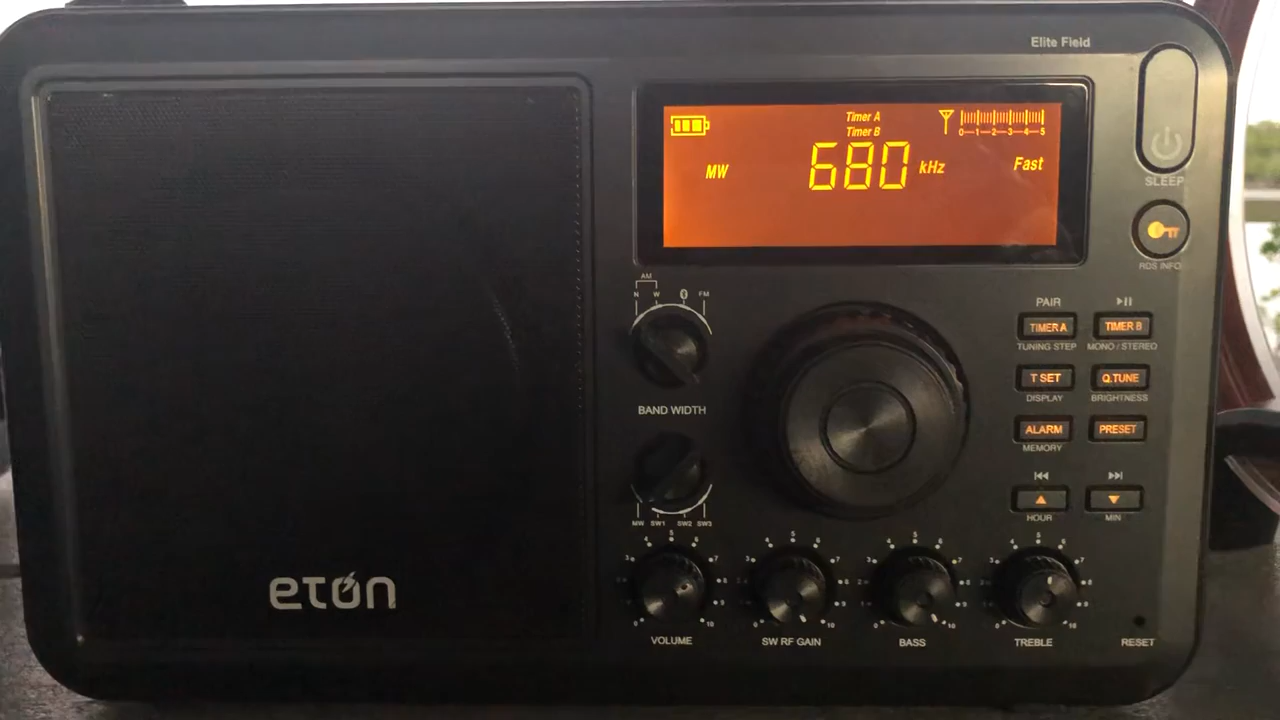 Elite Field
Timer A
Timer B
0 1 2 3 4 5
MW 680 kHz Fast
SLEEP
RDS INFO
AM
N W FM
PAIR
TIMER A TIMER B
TUNING STEP MONO / STEREO
T SET Q.TUNE
DISPLAY BRIGHTNESS
BAND WIDTH
ALARM PRESET
MEMORY
HOUR MIN
MW SW1 SW2 SW3
eton
VOLUME SW RF GAIN BASS TREBLE RESET